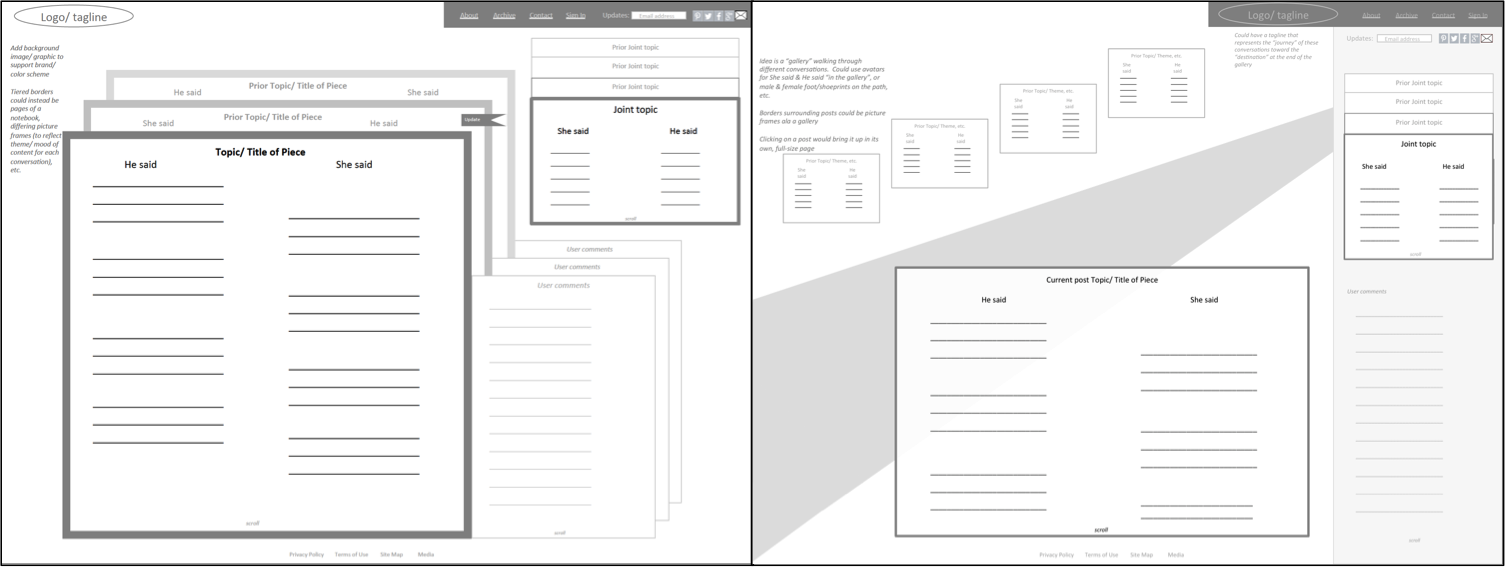 Logo/ tagline
About Archive Contact Sign In Updates: Email address
Add background
image/ graphic to
support brand/
color scheme
Tiered borders
could instead be
pages of a
notebook,
differing picture
frames (to reflect
theme/ mood of
content for each
conversation),
etc.
Prior Topic/ Title of Piece
He said She said
Prior Topic/ Title of Piece
She said He said
Update
Topic/ Title of Piece
He said She said
scroll
Prior Joint topic
Prior Joint topic
Prior Joint topic
Joint topic
She said He said
scroll
User comments
User comments
User comments
scroll
Privacy Policy Terms of Use Site Map Media
Logo/ tagline
About Archive Contact Sign In
Updates: Email address
Could have a tagline that
represents the "journey" of these
conversations toward the
"destination" at the end of the
gallery
Idea is a "gallery" walking through
different conversations. Could use avatars
for She said & He said "in the gallery", or
male & female foot/shoeprints on the path,
etc.
Borders surrounding posts could be picture
frames ala a gallery
Clicking on a post would bring it up in its
own, full-size page
Prior Topic/ Theme, etc.
She He
said said
Prior Topic/ Theme, etc.
She He
said said
Prior Topic/ Theme, etc.
She He
said said
Prior Topic/ Theme, etc.
She He
said said
Current post Topic/ Title of Piece
He said She said
scroll
Prior Joint topic
Prior Joint topic
Prior Joint topic
Joint topic
She said He said
scroll
User comments
scroll
Privacy Policy Terms of Use Site Map Media